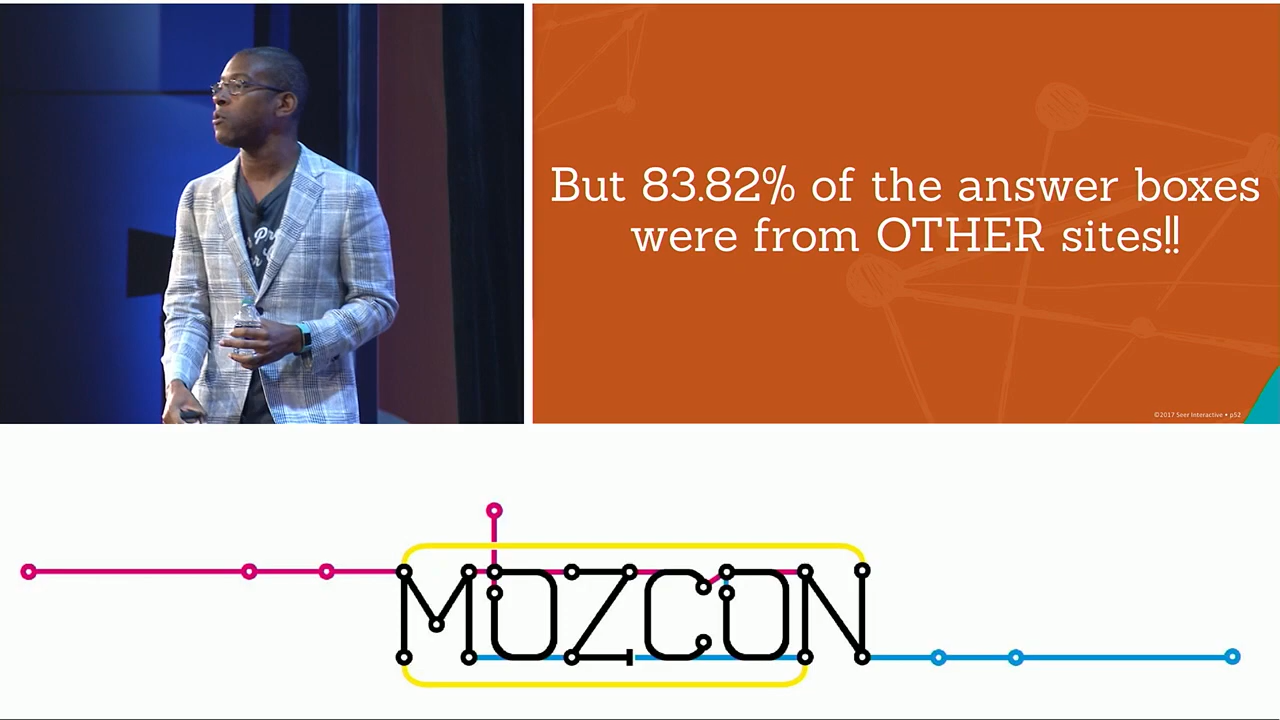 But 83.82% of the answer boxes
were from OTHER sites!!
©2017 Seer Interactive • p52
MOZCON